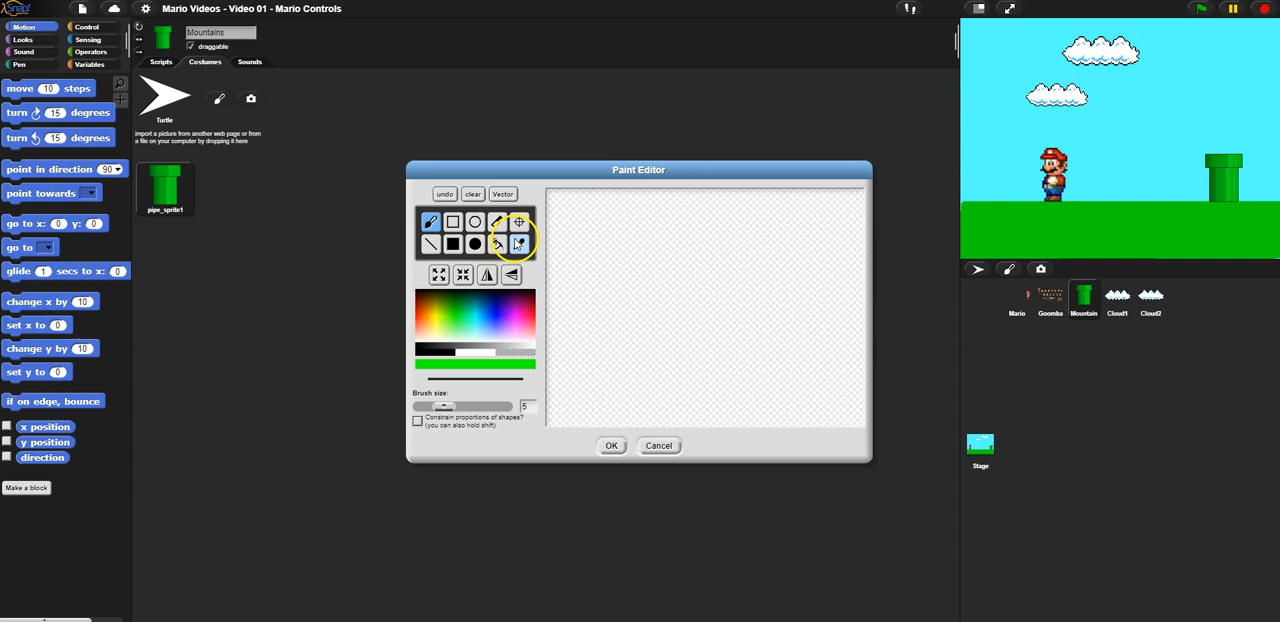 Snap!
Mario Videos - Video 01 - Mario Controls
Motion
Control
Looks
Sensing
Sound
Operators
Pen
Variables
move 10 steps
turn 15 degrees
turn 15 degrees
point in direction 90
point towards
go to x: 0 y: 0
go to
glide 1 secs to x: 0
change x by 10
set x to 0
change y by 10
set y to 0
if on edge, bounce
x position
y position
direction
Make a block
Mountains
draggable
Scripts
Costumes
Sounds
Turtle
import a picture from another web page or from
a file on your computer by dropping it here
pipe_sprite1
Paint Editor
undo
clear
Vector
Brush size:
5
Constrain proportions of shapes?
(you can also hold shift)
OK
Cancel
Mario
Goomba
Mountain
Cloud1
Cloud2
Stage